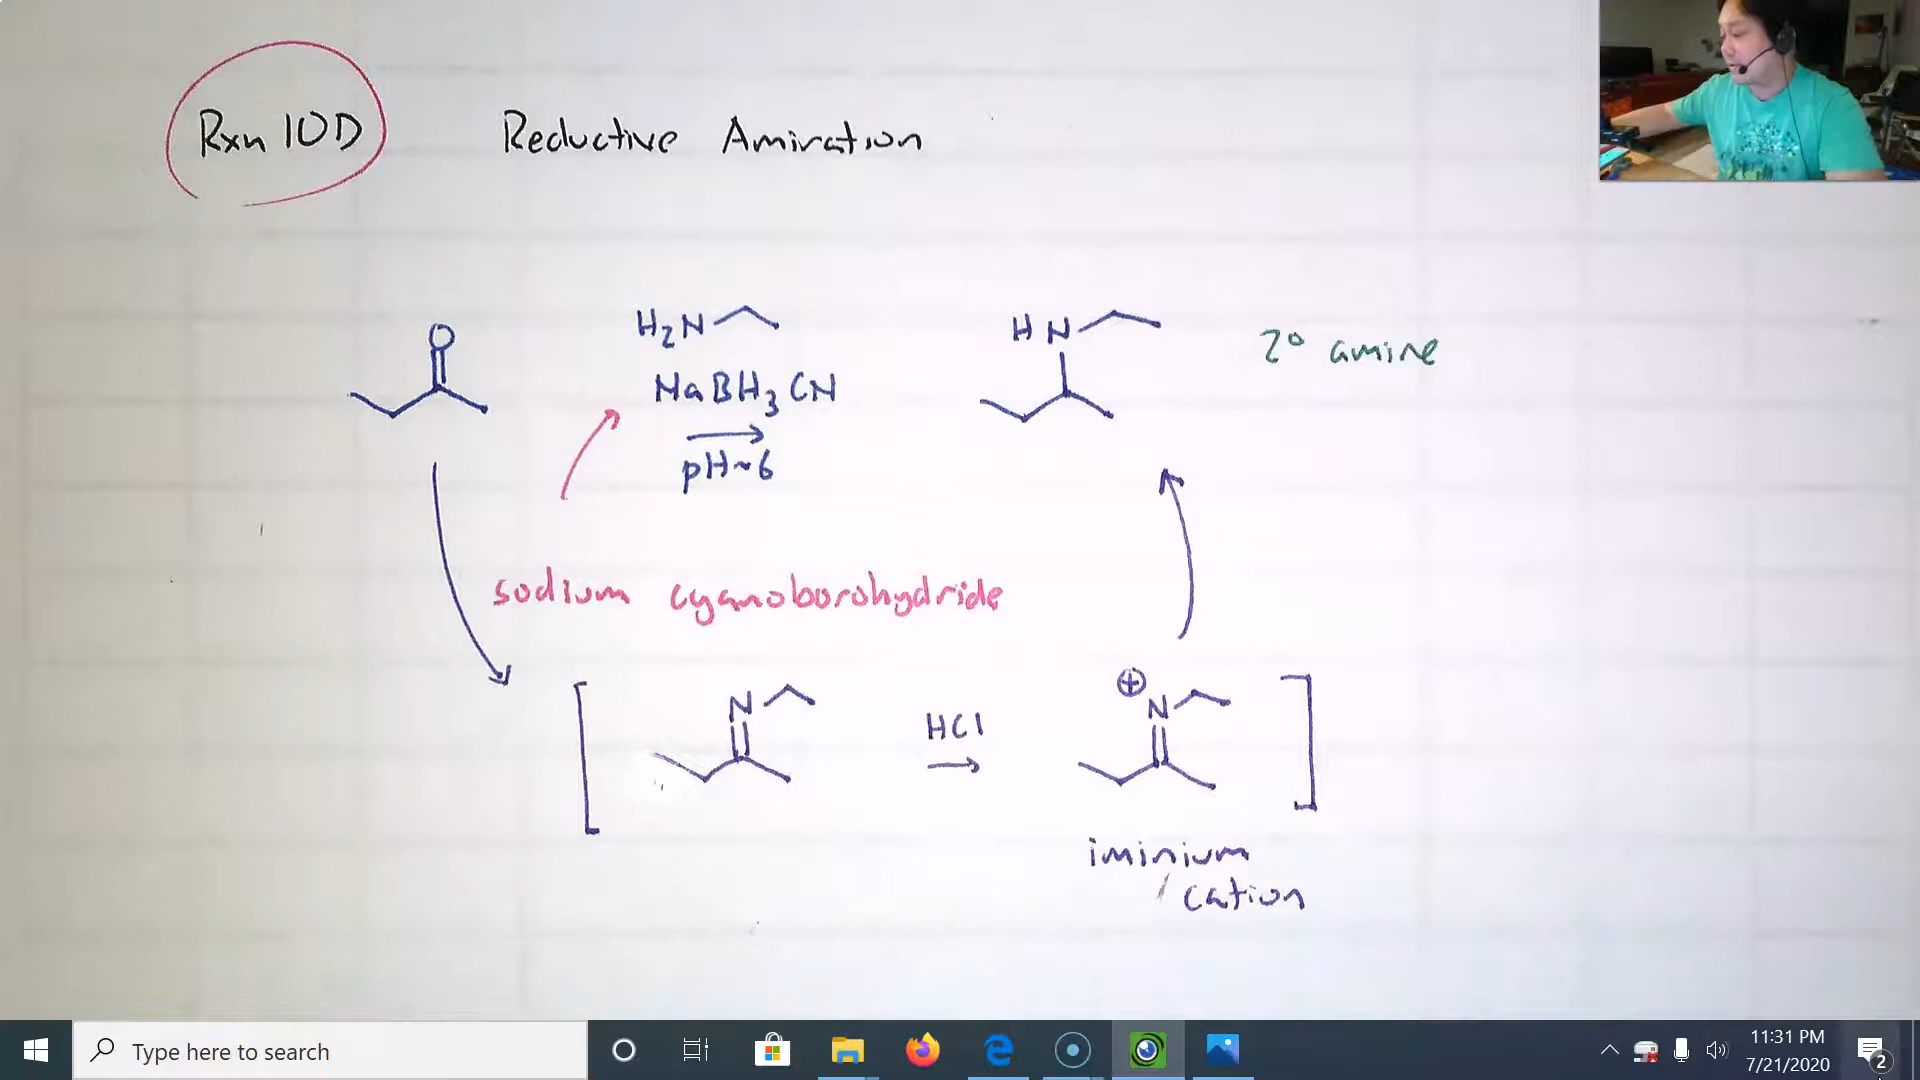 Rxn 10D Reductive Amination
O
H₂N
NaBH₃CN
pH~6
HN
2° amine
sodium cyanoborohydride
N
HCl
⊕
N
iminium
cation
Type here to search
11:31 PM
7/21/2020
2